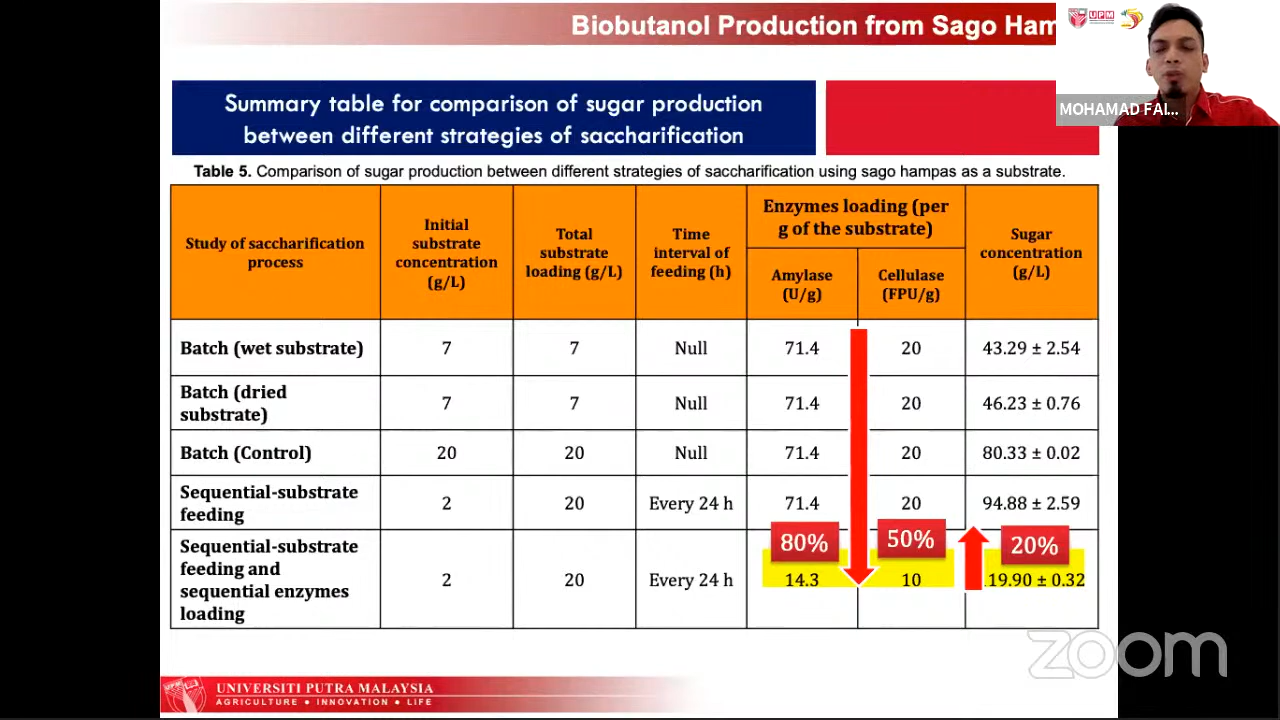 Biobutanol Production from Sago Ham
UPM
MOHAMAD FAI...
Summary table for comparison of sugar production
between different strategies of saccharification
Table 5. Comparison of sugar production between different strategies of saccharification using sago hampas as a substrate.
Study of saccharification
process
Initial
substrate
concentration
(g/L)
Total
substrate
loading (g/L)
Time
interval of
feeding (h)
Enzymes loading (per
g of the substrate)
Amylase
(U/g)
Cellulase
(FPU/g)
Sugar
concentration
(g/L)
Batch (wet substrate) 7 7 Null 71.4 20 43.29 ± 2.54
Batch (dried
substrate)
7 7 Null 71.4 20 46.23 ± 0.76
Batch (Control) 20 20 Null 71.4 20 80.33 ± 0.02
Sequential-substrate
feeding
2 20 Every 24 h 71.4 20 94.88 ± 2.59
80% 50% 20%
Sequential-substrate
feeding and
sequential enzymes
loading
2 20 Every 24 h 14.3 10 19.90 ± 0.32
zoom
UNIVERSITI PUTRA MALAYSIA
AGRICULTURE • INNOVATION • LIFE